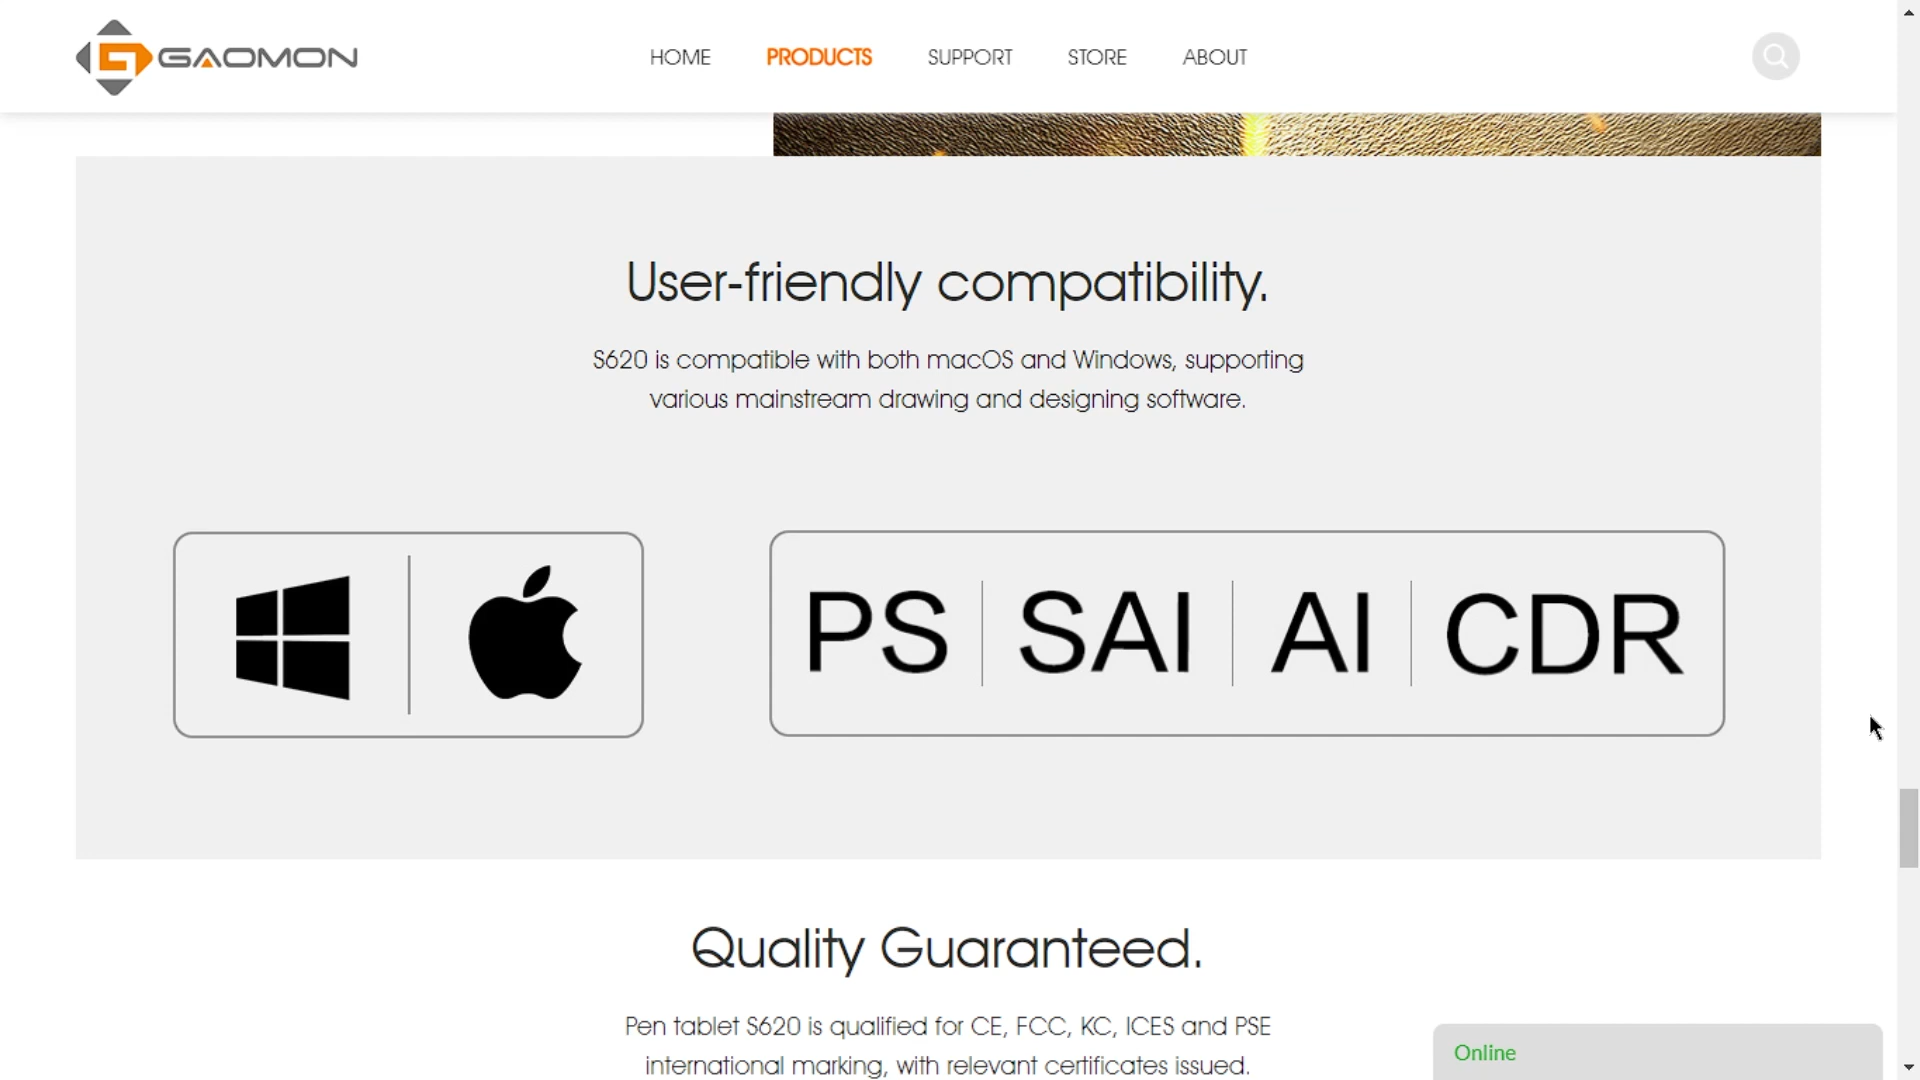 GAOMON
HOME PRODUCTS SUPPORT STORE ABOUT
User-friendly compatibility.
S620 is compatible with both macOS and Windows, supporting
various mainstream drawing and designing software.
PS SAI AI CDR
Quality Guaranteed.
Pen tablet S620 is qualified for CE, FCC, KC, ICES and PSE
international marking, with relevant certificates issued.
Online